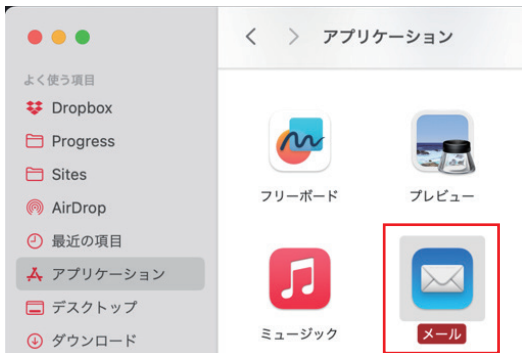 アプリケーション
よく使う項目
Dropbox
Progress
Sites
AirDrop
最近の項目
アプリケーション
デスクトップ
ダウンロード
フリーボード
プレビュー
ミュージック
メール